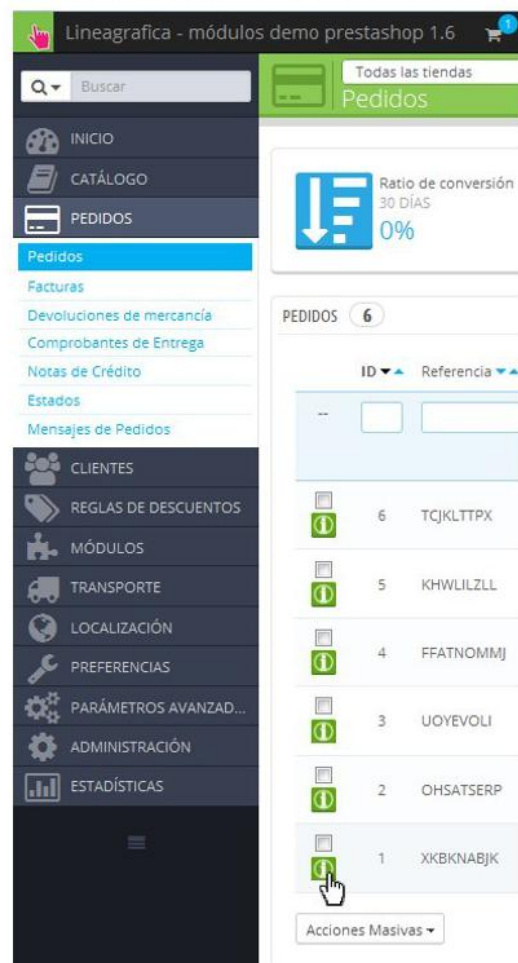 Lineagrafica - módulos demo prestashop 1.6
1
Buscar
Todas las tiendas
Pedidos
INICIO
CATÁLOGO
PEDIDOS
Pedidos
Facturas
Devoluciones de mercancía
Comprobantes de Entrega
Notas de Crédito
Estados
Mensajes de Pedidos
CLIENTES
REGLAS DE DESCUENTOS
MÓDULOS
TRANSPORTE
LOCALIZACIÓN
PREFERENCIAS
PARÁMETROS AVANZAD...
ADMINISTRACIÓN
ESTADÍSTICAS
Ratio de conversión
30 DÍAS
0%
PEDIDOS 6
ID Referencia
--
6 TCJKLTTPX
5 KHWLILZLL
4 FFATNOMMJ
3 UOYEVOLI
2 OHSATSERP
1 XKBKNABJK
Acciones Masivas